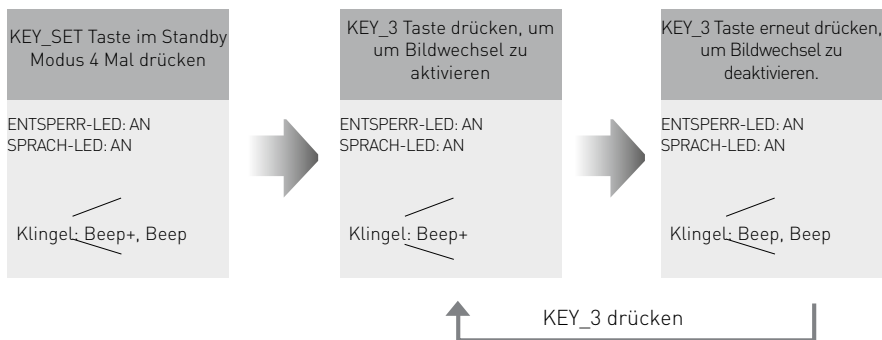 KEY_SET Taste im Standby
Modus 4 Mal drücken
ENTSPERR-LED: AN
SPRACH-LED: AN
Klingel: Beep+, Beep
KEY_3 Taste drücken, um
um Bildwechsel zu
aktivieren
ENTSPERR-LED: AN
SPRACH-LED: AN
Klingel: Beep+
KEY_3 Taste erneut drücken,
um Bildwechsel zu
deaktivieren.
ENTSPERR-LED: AN
SPRACH-LED: AN
Klingel: Beep, Beep
KEY_3 drücken